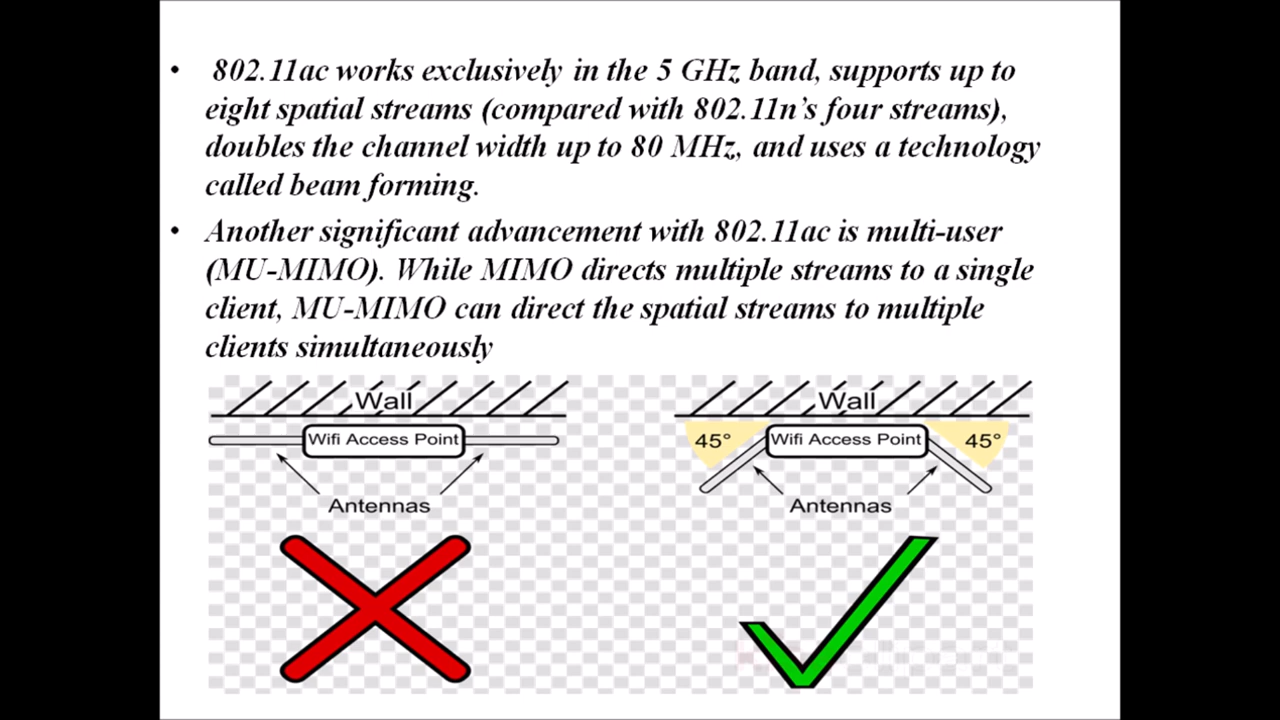 • 802.11ac works exclusively in the 5 GHz band, supports up to
eight spatial streams (compared with 802.11n’s four streams),
doubles the channel width up to 80 MHz, and uses a technology
called beam forming.
• Another significant advancement with 802.11ac is multi-user
(MU-MIMO). While MIMO directs multiple streams to a single
client, MU-MIMO can direct the spatial streams to multiple
clients simultaneously
Wall
Wifi Access Point
Antennas
Wall
45°
Wifi Access Point
45°
Antennas